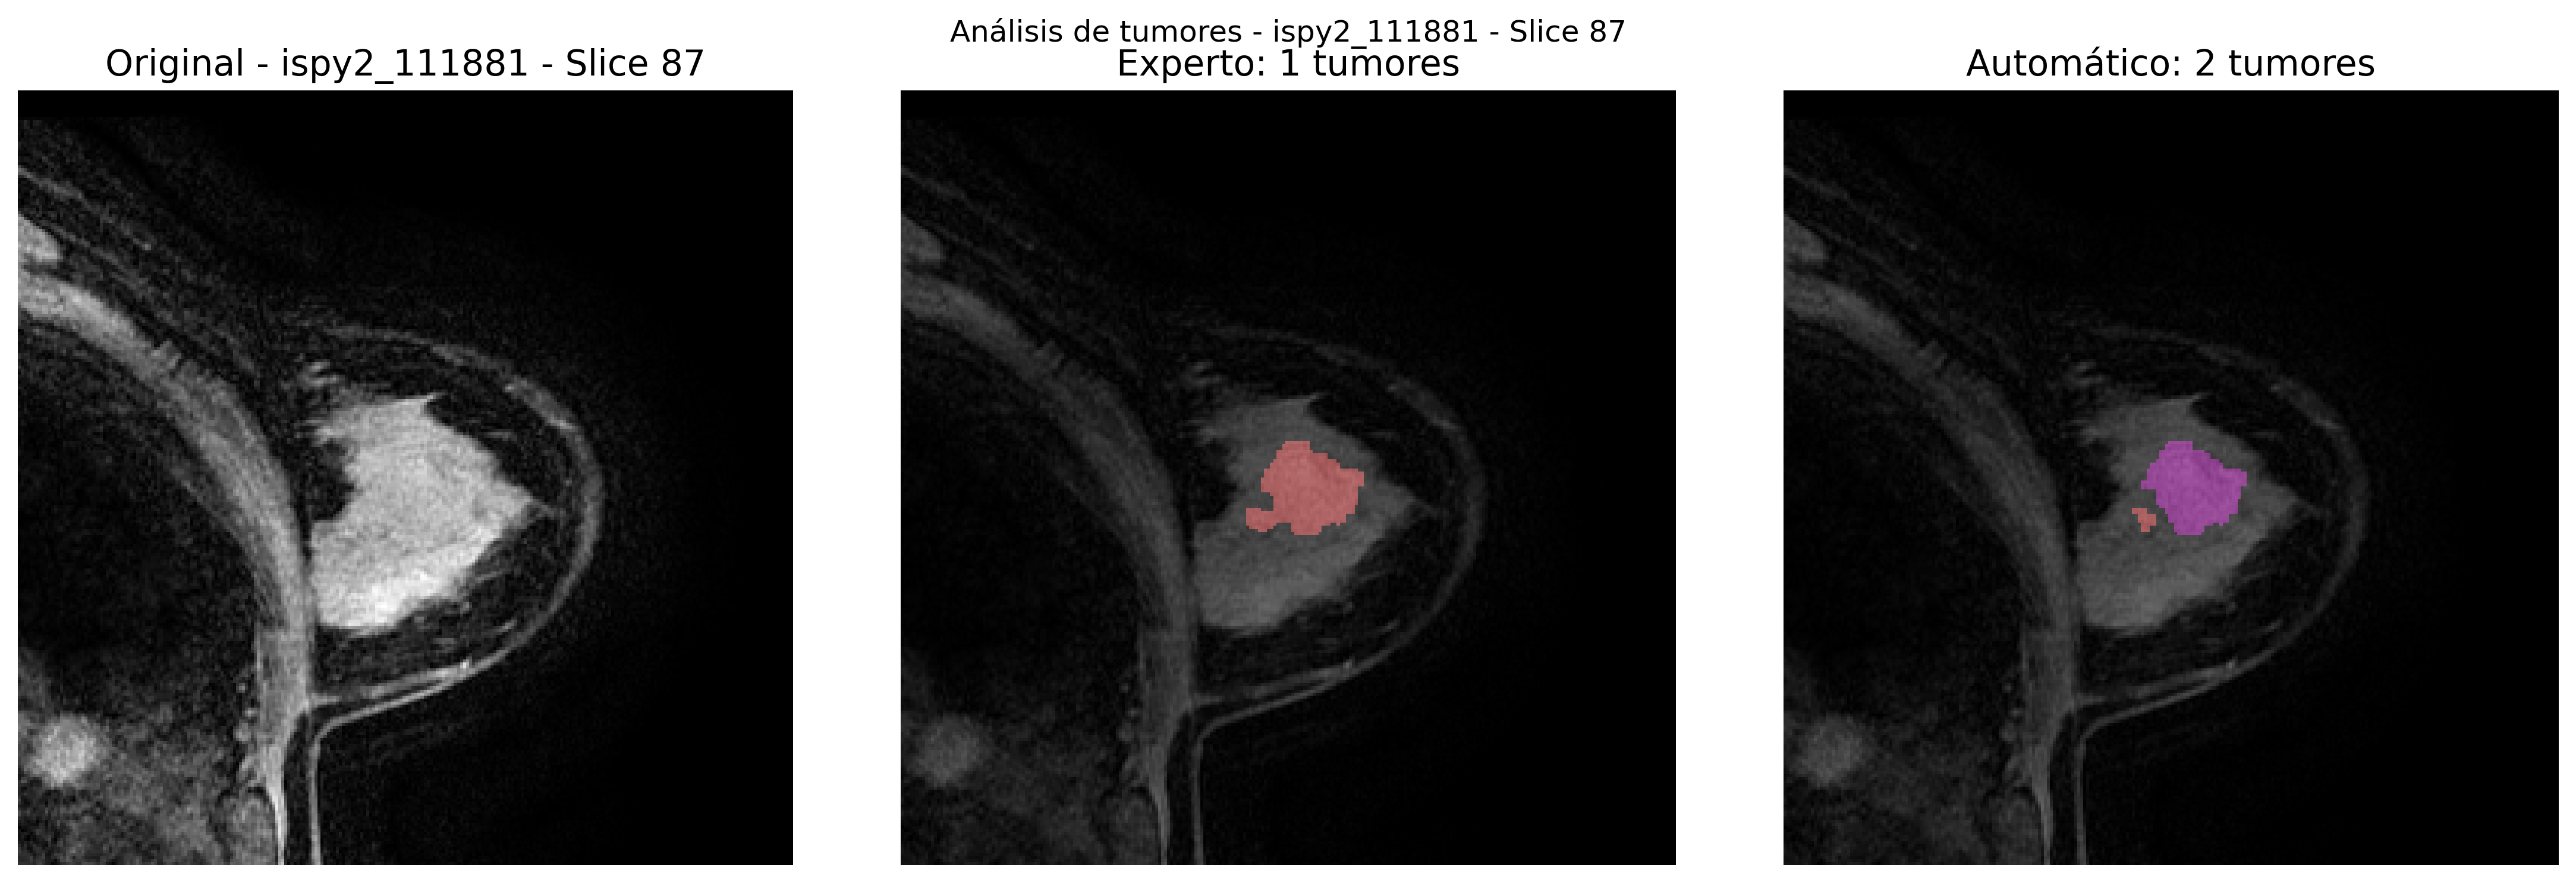 Análisis de tumores - ispy2_111881 - Slice 87
Original - ispy2_111881 - Slice 87
Experto: 1 tumores
Automático: 2 tumores